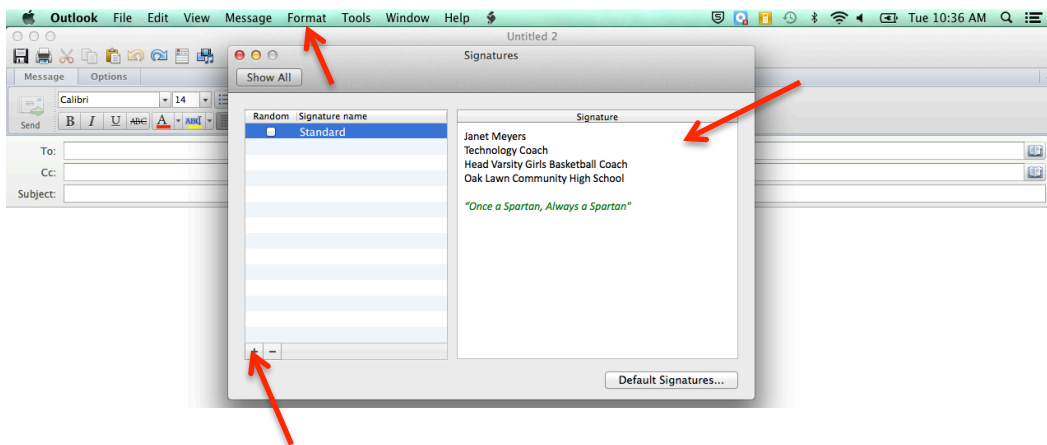 Outlook File Edit View Message Format Tools Window Help Tue 10:36 AM
Untitled 2
Signatures
Message Options
Show All
Calibri 14
Send B I U ABC A ABC
Random Signature name Signature
Standard
Janet Meyers
Technology Coach
Head Varsity Girls Basketball Coach
Oak Lawn Community High School
"Once a Spartan, Always a Spartan"
To:
Cc:
Subject:
+ −
Default Signatures...